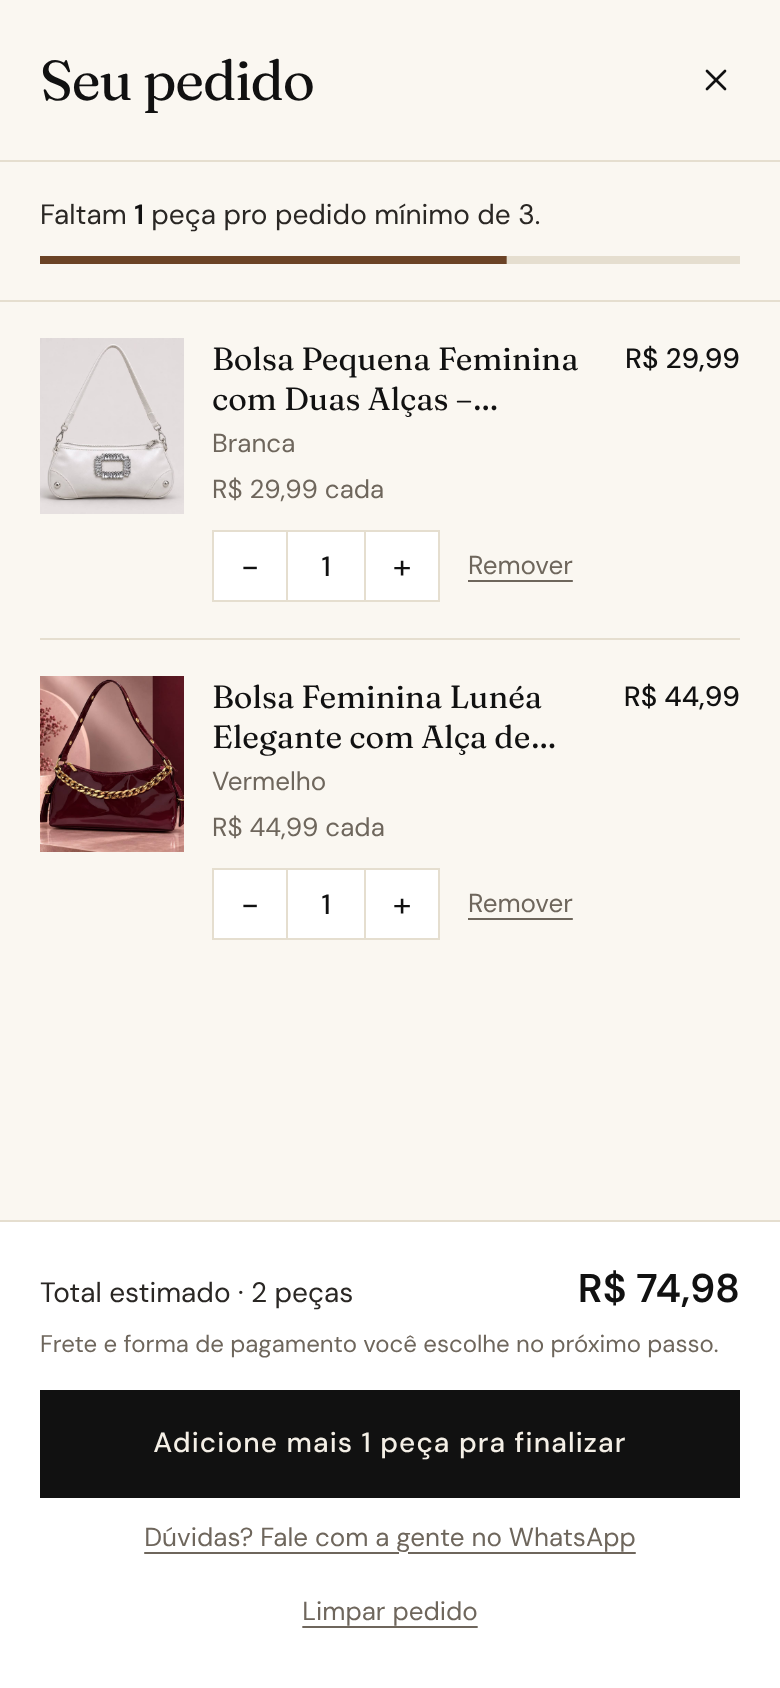 Seu pedido
Faltam 1 peça pro pedido mínimo de 3.
Bolsa Pequena Feminina
com Duas Alças –...
R$ 29,99
Branca
R$ 29,99 cada
− 1 +
Remover
Bolsa Feminina Lunéa
Elegante com Alça de...
R$ 44,99
Vermelho
R$ 44,99 cada
− 1 +
Remover
Total estimado · 2 peças
R$ 74,98
Frete e forma de pagamento você escolhe no próximo passo.
Adicione mais 1 peça pra finalizar
Dúvidas? Fale com a gente no WhatsApp
Limpar pedido